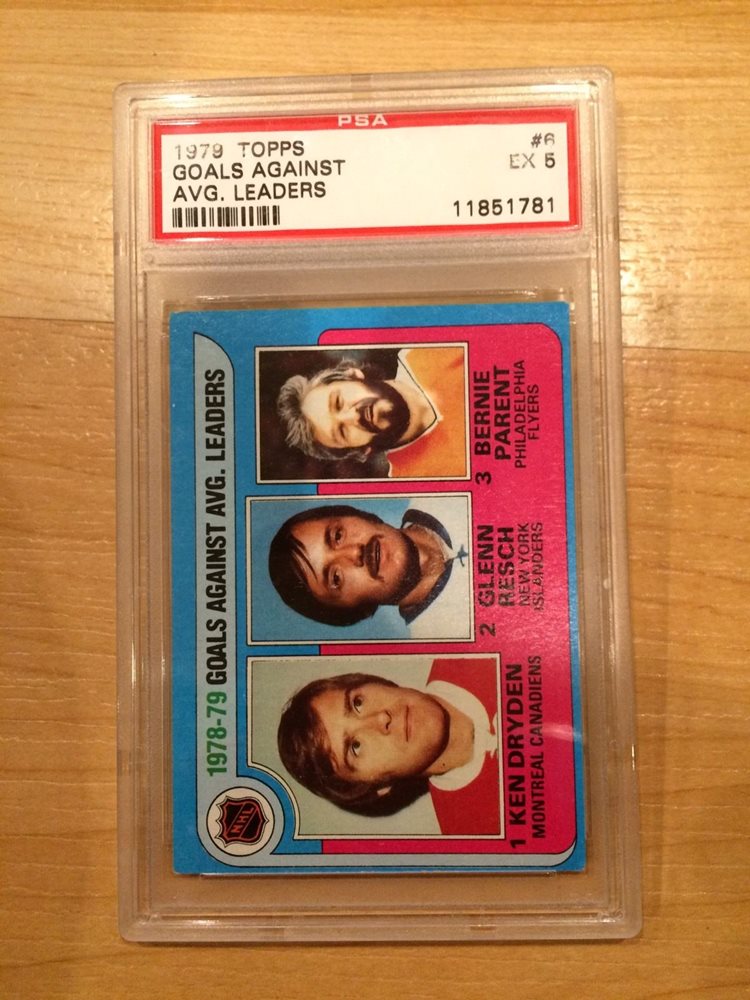 PSA
1979 TOPPS #6
GOALS AGAINST EX 5
AVG. LEADERS
11851781
1978-79 GOALS AGAINST AVG. LEADERS
NHL
1 KEN DRYDEN
MONTREAL CANADIENS
2 GLENN
RESCH
NEW YORK
ISLANDERS
3 BERNIE
PARENT
PHILADELPHIA
FLYERS